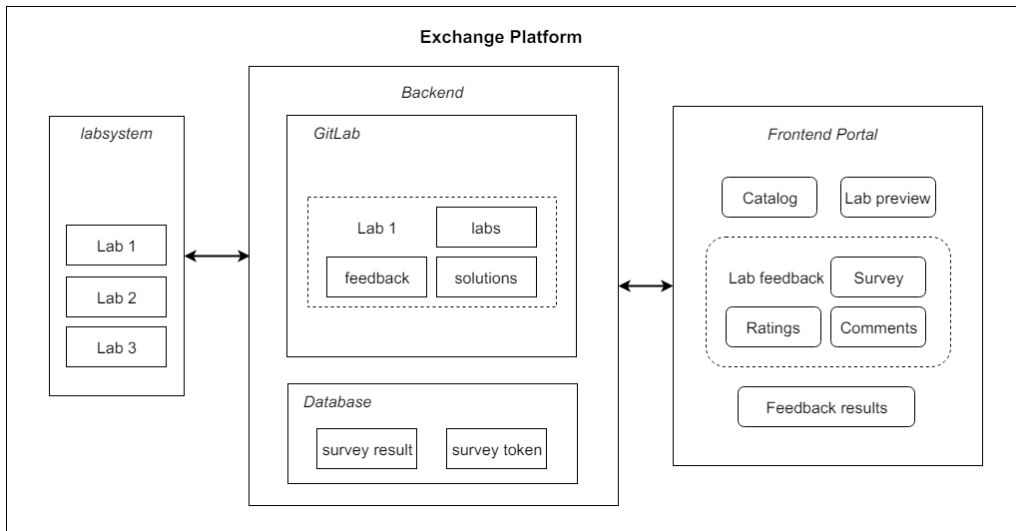 Exchange Platform
labsystem
Lab 1
Lab 2
Lab 3
Backend
GitLab
Lab 1
labs
feedback
solutions
Database
survey result
survey token
Frontend Portal
Catalog
Lab preview
Lab feedback
Survey
Ratings
Comments
Feedback results